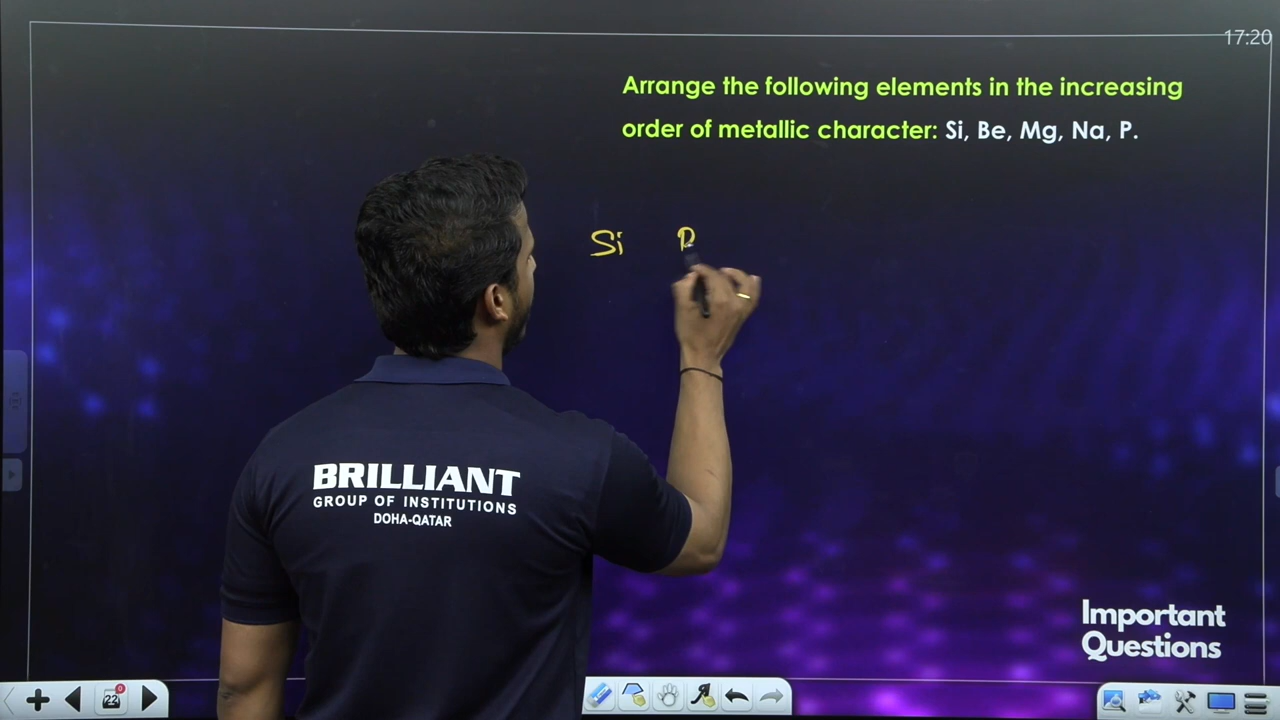 17:20
Arrange the following elements in the increasing
order of metallic character: Si, Be, Mg, Na, P.
Si
BRILLIANT
GROUP OF INSTITUTIONS
DOHA-QATAR
Important
Questions
22
0